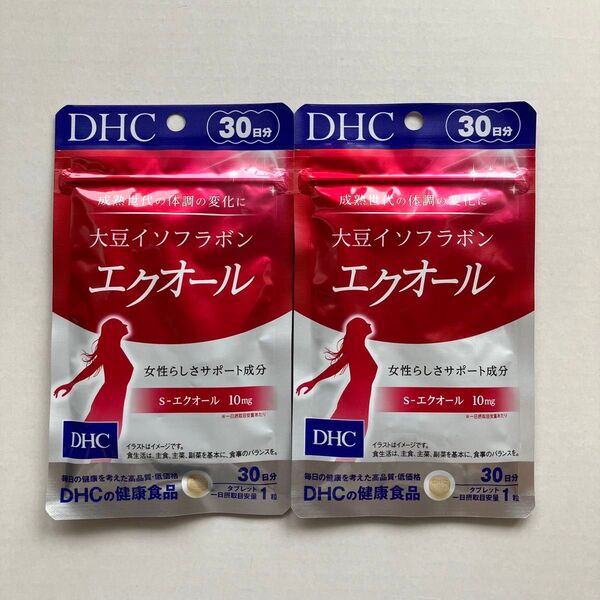 DHC
30日分
成熟世代の体調の変化に
大豆イソフラボン
エクオール
女性らしさサポート成分
S-エクオール 10mg
※一日摂取目安量あたり
DHC
イラストはイメージです。
食生活は、主食、主菜、副菜を基本に、食事のバランスを。
毎日の健康を考えた高品質・低価格
DHCの健康食品
30日分
タブレット
一日摂取目安量 1粒
DHC
30日分
成熟世代の体調の変化に
大豆イソフラボン
エクオール
女性らしさサポート成分
S-エクオール 10mg
※一日摂取目安量あたり
DHC
イラストはイメージです。
食生活は、主食、主菜、副菜を基本に、食事のバランスを。
毎日の健康を考えた高品質・低価格
DHCの健康食品
30日分
タブレット
一日摂取目安量 1粒